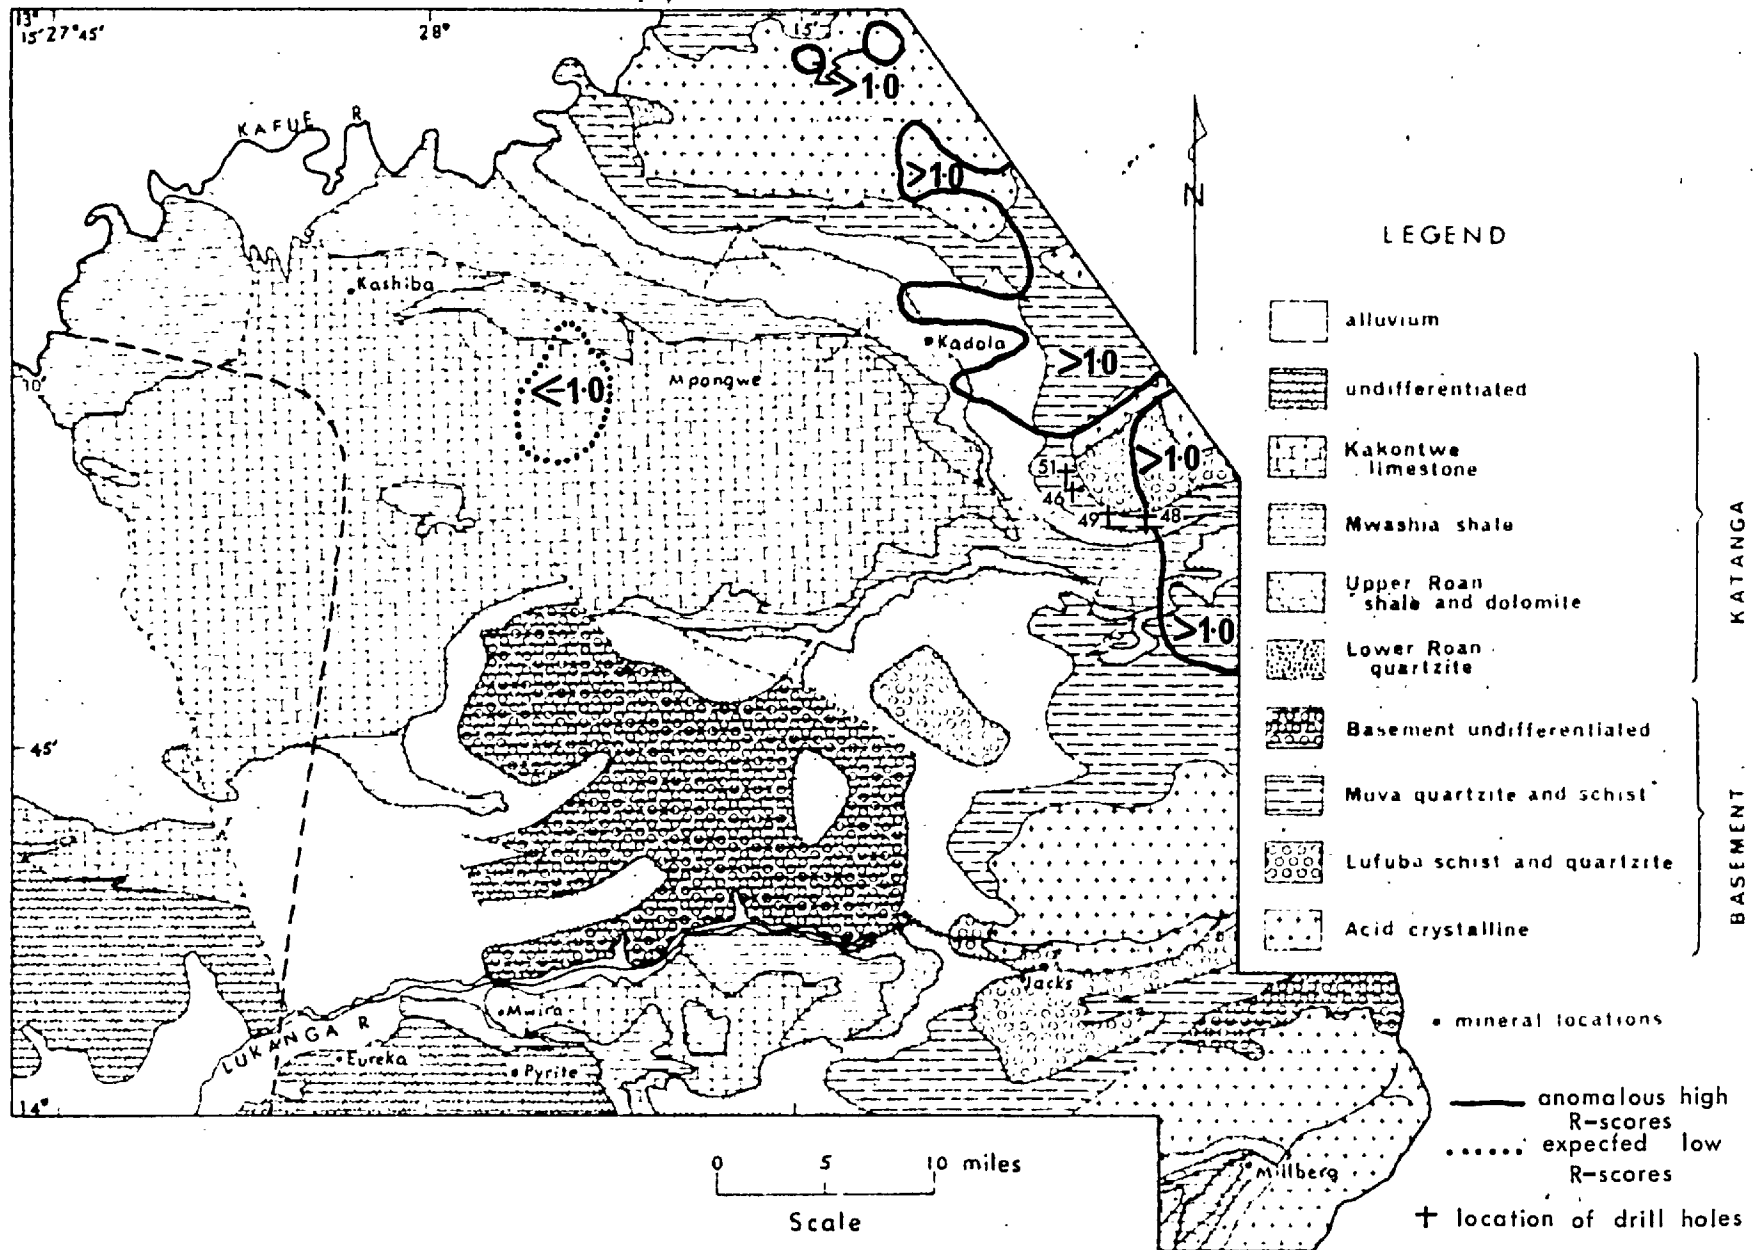 13°
15' 27°45'
28°
15'
>1·0
KAFUE R
>1·0
N
LEGEND
Kashiba
alluvium
Kadola
>1·0
<-1·0
Mpongwe
10'
undifferentiated
Kakontwe
limestone
>1·0
51
46
49
48
Mwashia shale
Upper Roan
shale and dolomite
KATANGA
>1·0
Lower Roan
quartzite
45'
Basement undifferentiated
Muva quartzite and schist
Lufuba schist and quartzite
BASEMENT
Acid crystalline
Jacks
Mwira
LUKANGA R
Eureka
Pyrite
mineral locations
14°
anomalous high
R-scores
expected low
R-scores
Millberg
0 5 10 miles
Scale
location of drill holes